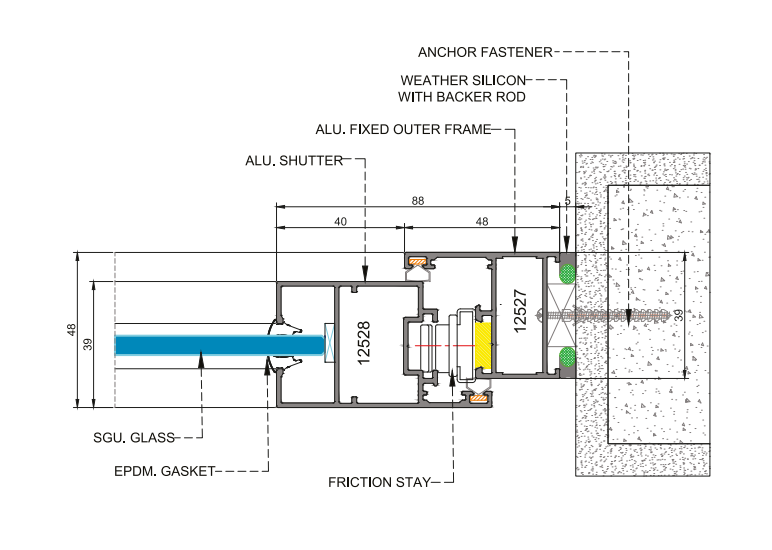 ANCHOR FASTENER
WEATHER SILICON
WITH BACKER ROD
ALU. FIXED OUTER FRAME
ALU. SHUTTER
88
5
40
48
48
39
12528
12527
39
SGU. GLASS
EPDM. GASKET
FRICTION STAY